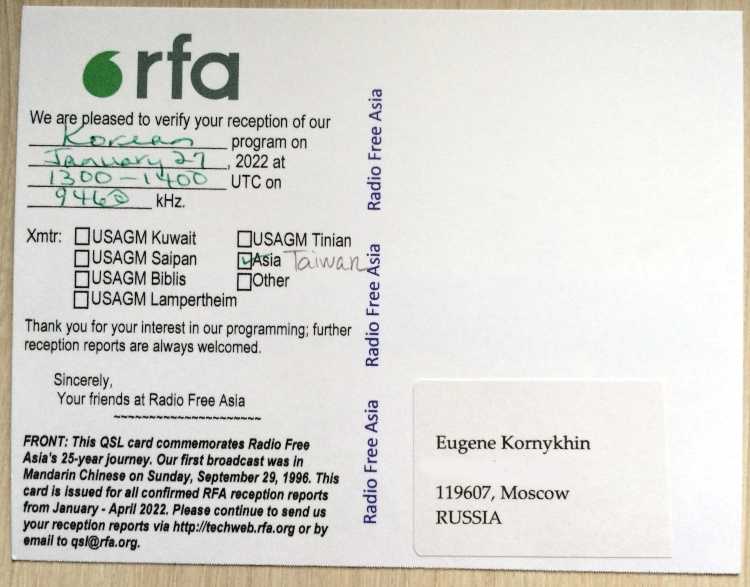 rfa
We are pleased to verify your reception of our
Korean program on
January 27, 2022 at
1300-1400 UTC on
9460 kHz.
Xmtr: USAGM Kuwait USAGM Tinian
USAGM Saipan Asia Taiwan
USAGM Biblis Other
USAGM Lampertheim
Thank you for your interest in our programming; further
reception reports are always welcomed.
Sincerely,
Your friends at Radio Free Asia
~~~~~~~~~~~~~~~~~~~~~
FRONT: This QSL card commemorates Radio Free
Asia's 25-year journey. Our first broadcast was in
Mandarin Chinese on Sunday, September 29, 1996. This
card is issued for all confirmed RFA reception reports
from January - April 2022. Please continue to send us
your reception reports via http://techweb.rfa.org or by
email to qsl@rfa.org.
Radio Free Asia
Radio Free Asia
Radio Free Asia
Eugene Kornykhin
119607, Moscow
RUSSIA